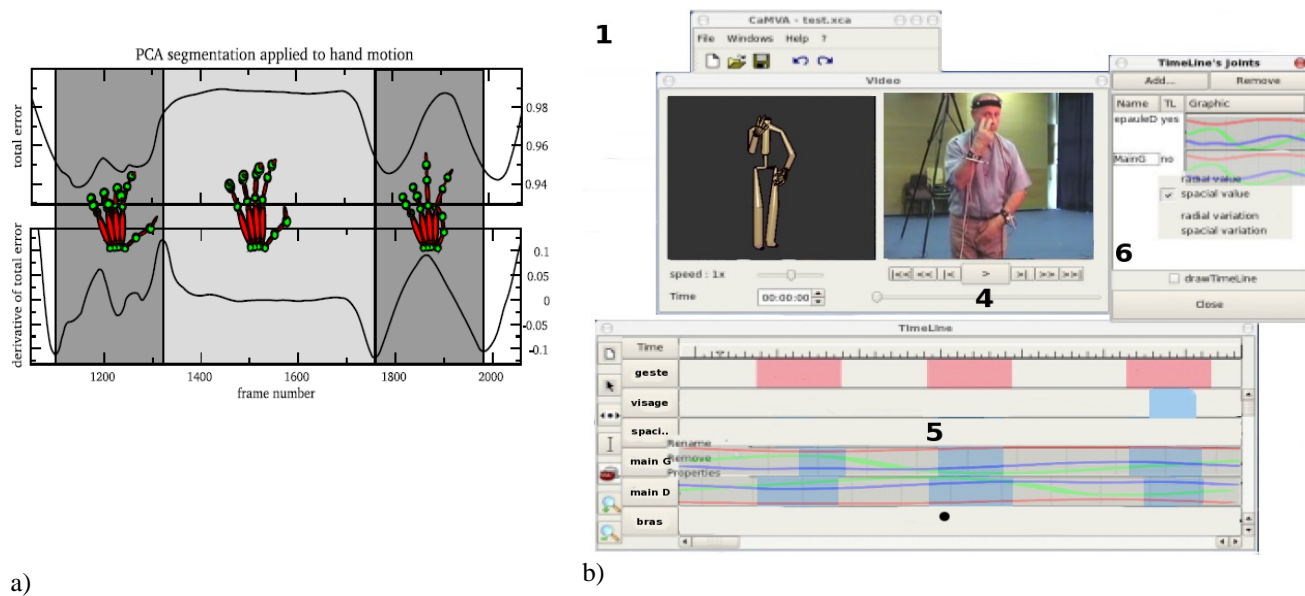 PCA segmentation applied to hand motion
total error
0.98
0.96
0.94
derivative of total error
0.1
0.05
0
-0.05
-0.1
1200 1400 1600 1800 2000
frame number
a)
1
CaMVA - test.xca
File Windows Help ?
Video
speed : 1x
Time 00:00:00
|<< << |< > >| >> >>|
4
TimeLine's joints
Add... Remove
Name TL Graphic
epauleD yes
MainG no
radial value
spacial value
radial variation
spacial variation
6
drawTimeLine
Close
TimeLine
Time
geste
visage
spaci..
5
Rename
main G
Remove
Properties
main D
bras
b)